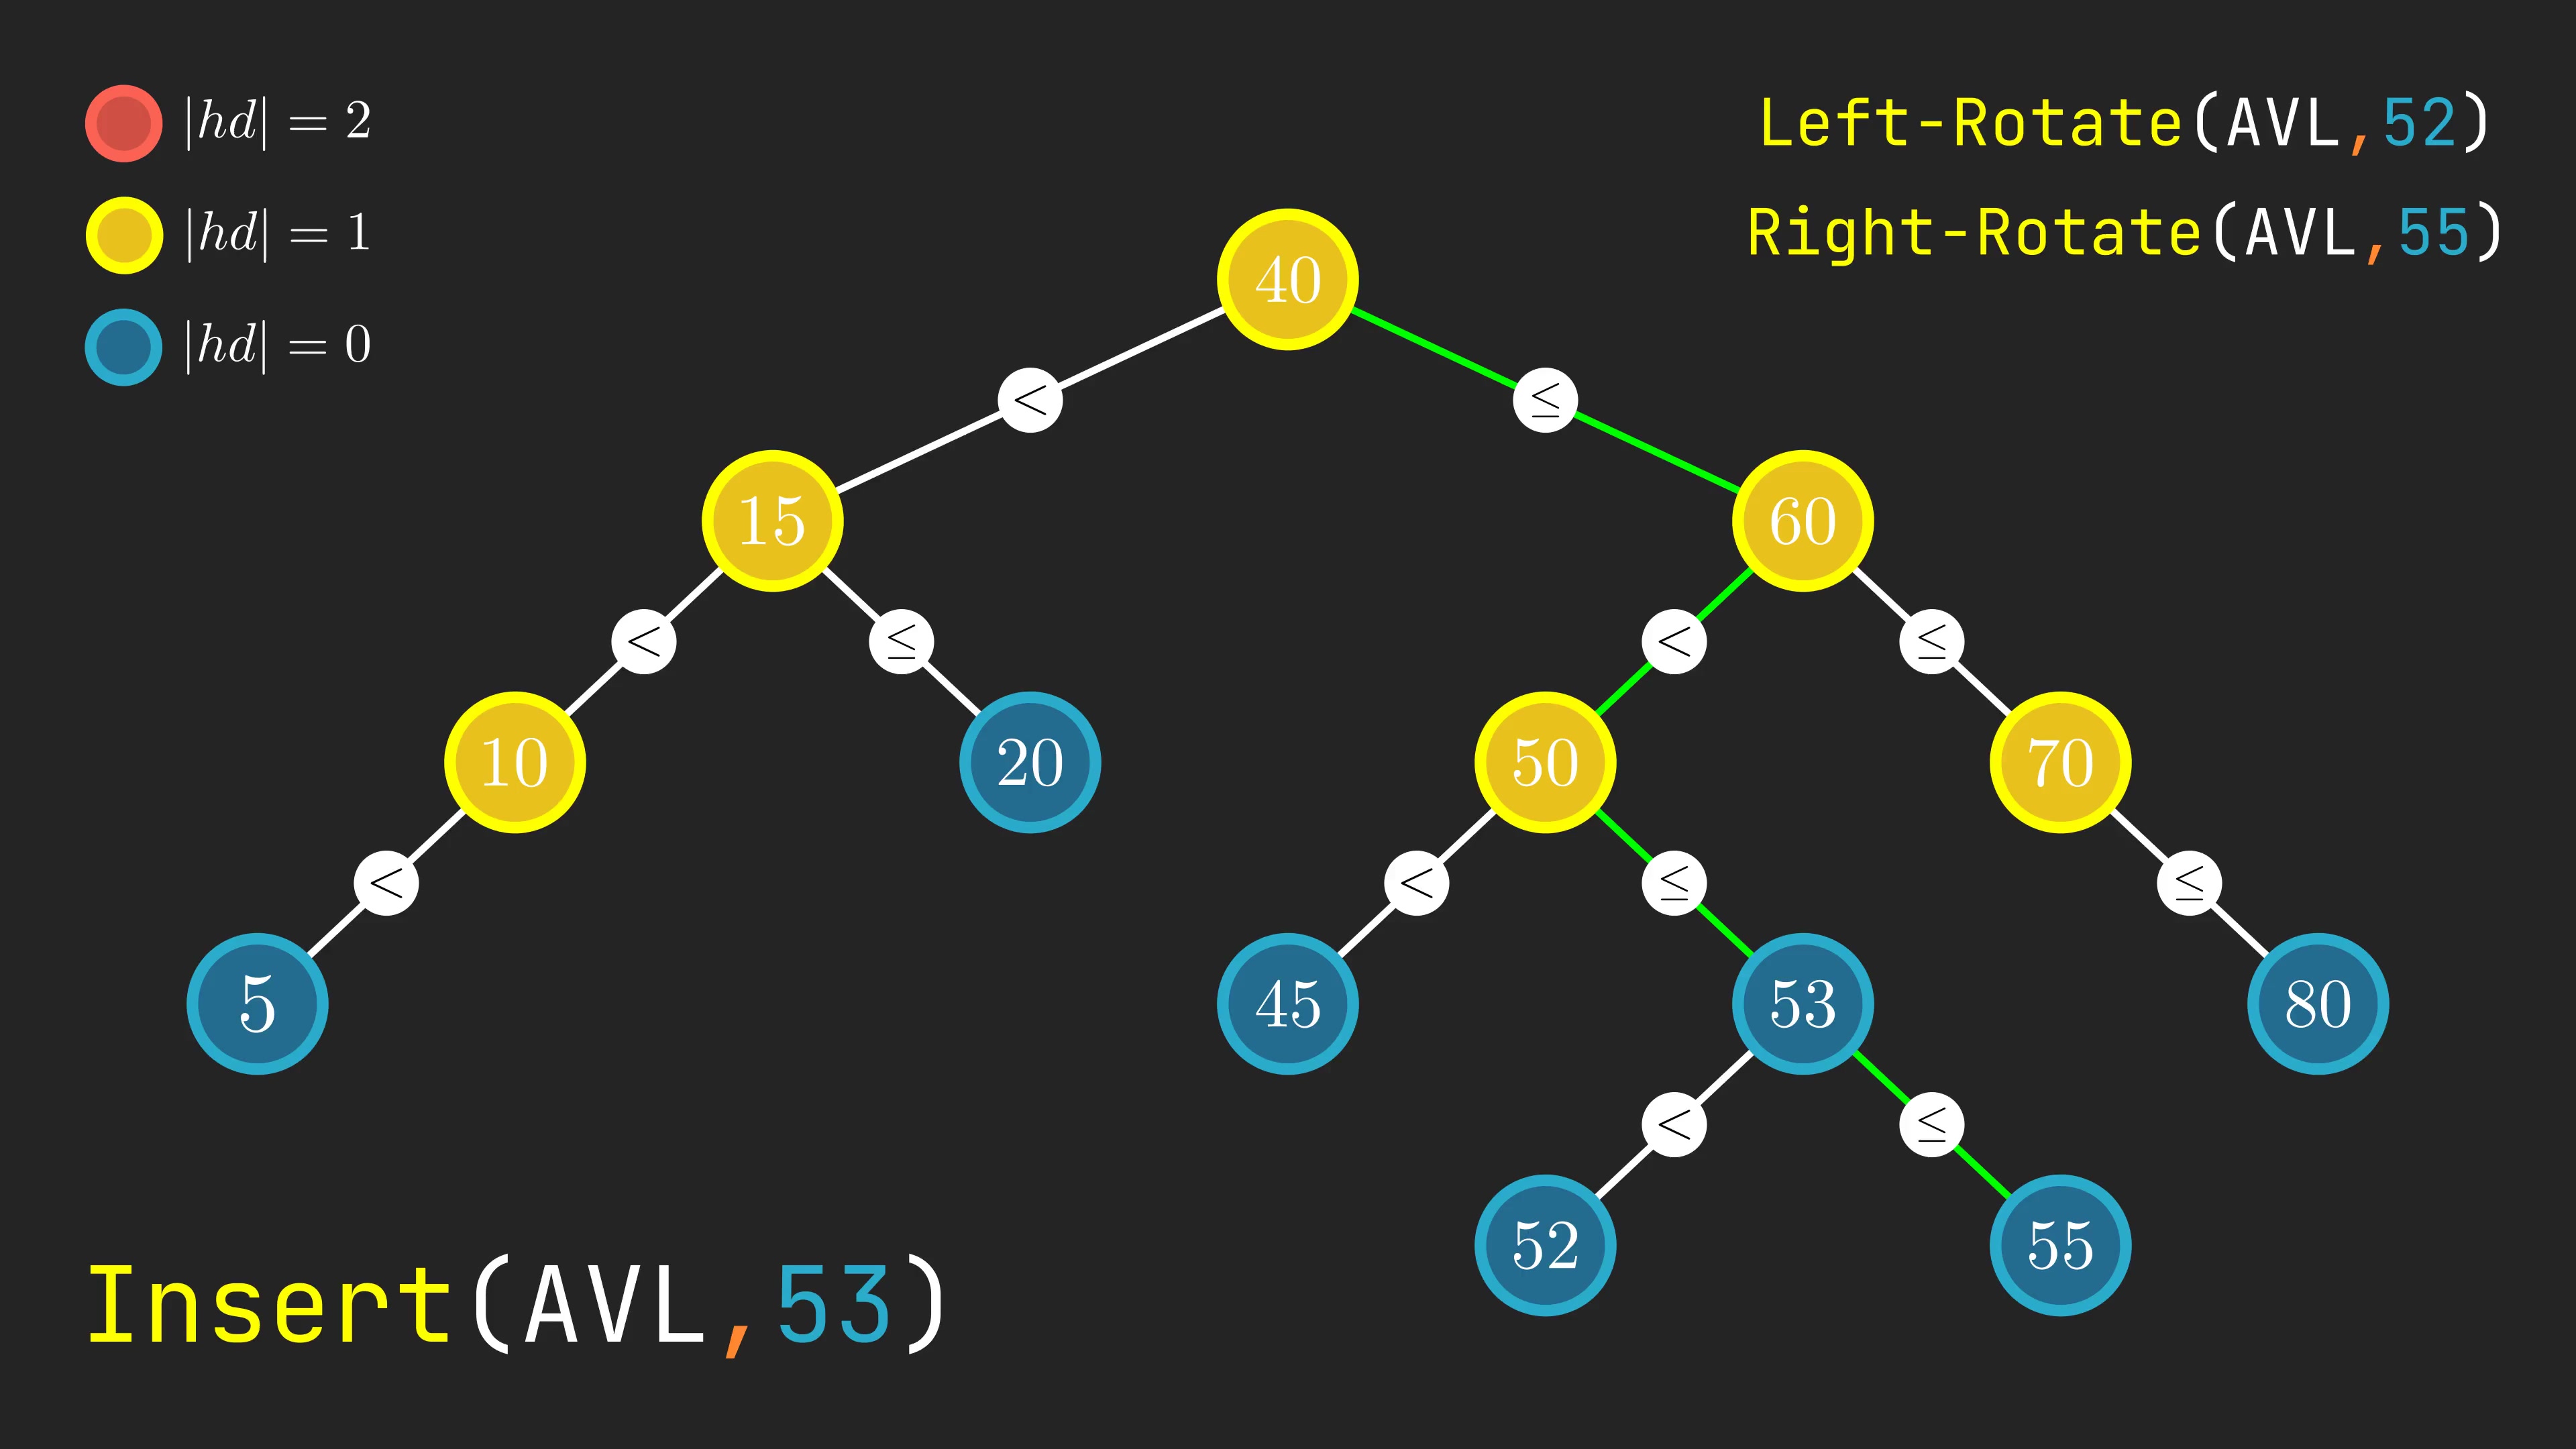 |hd| = 2
|hd| = 1
|hd| = 0
Left-Rotate(AVL,52)
Right-Rotate(AVL,55)
40
< ≤
15 60
< ≤ < ≤
10 20 50 70
< < ≤ ≤
5 45 53 80
< ≤
52 55
Insert(AVL,53)